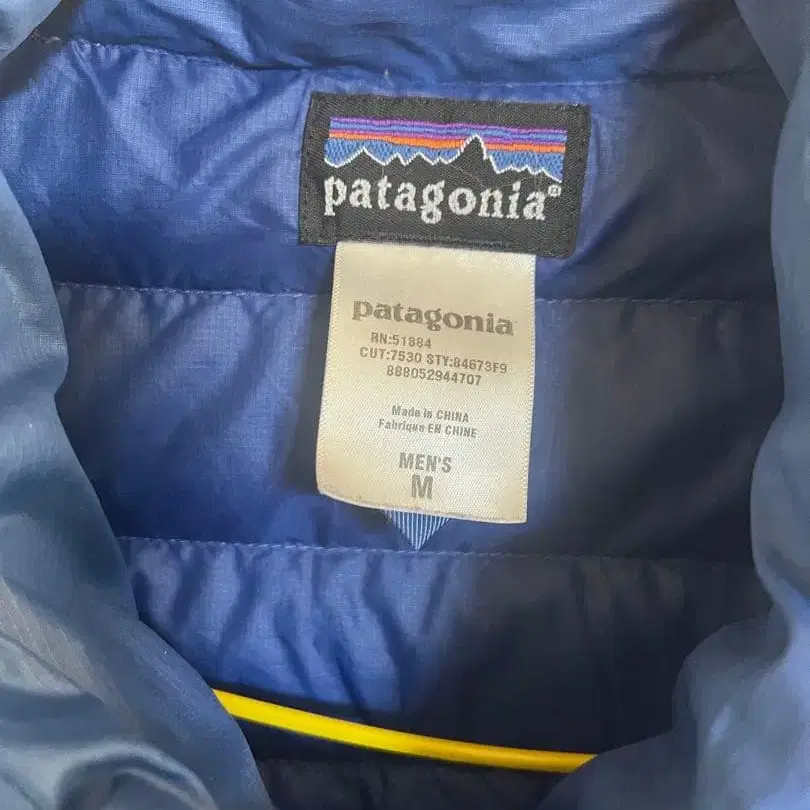 patagonia®
patagonia
RN:51884
CUT:7530 STY:84673F9
888052944707
Made in CHINA
Fabriqué EN CHINE
MEN'S
M